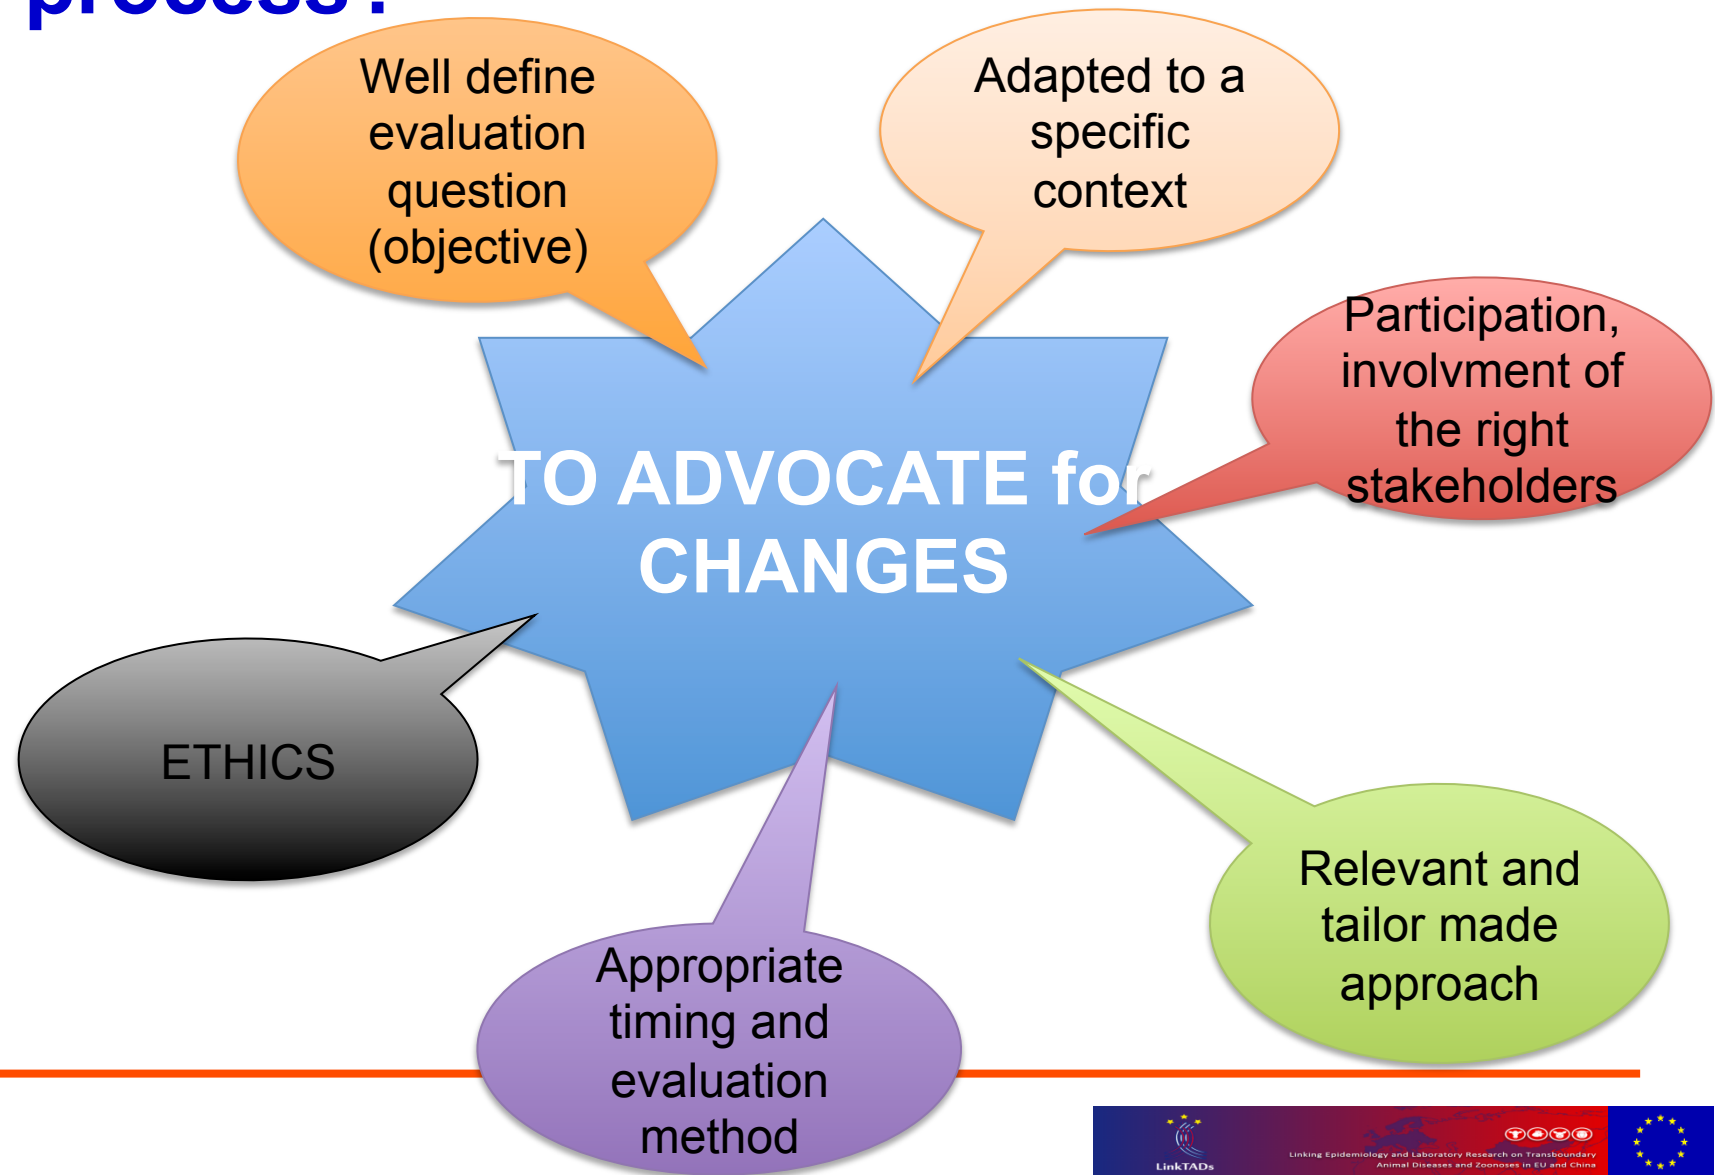 process?
Well define
evaluation
question
(objective)
Adapted to a
specific
context
Participation,
involvment of
the right
stakeholders
TO ADVOCATE for
CHANGES
ETHICS
Relevant and
tailor made
approach
Appropriate
timing and
evaluation
method
LinkTADs
Linking Epidemiology and Laboratory Research on Transboundary
Animal Diseases and Zoonoses in EU and China